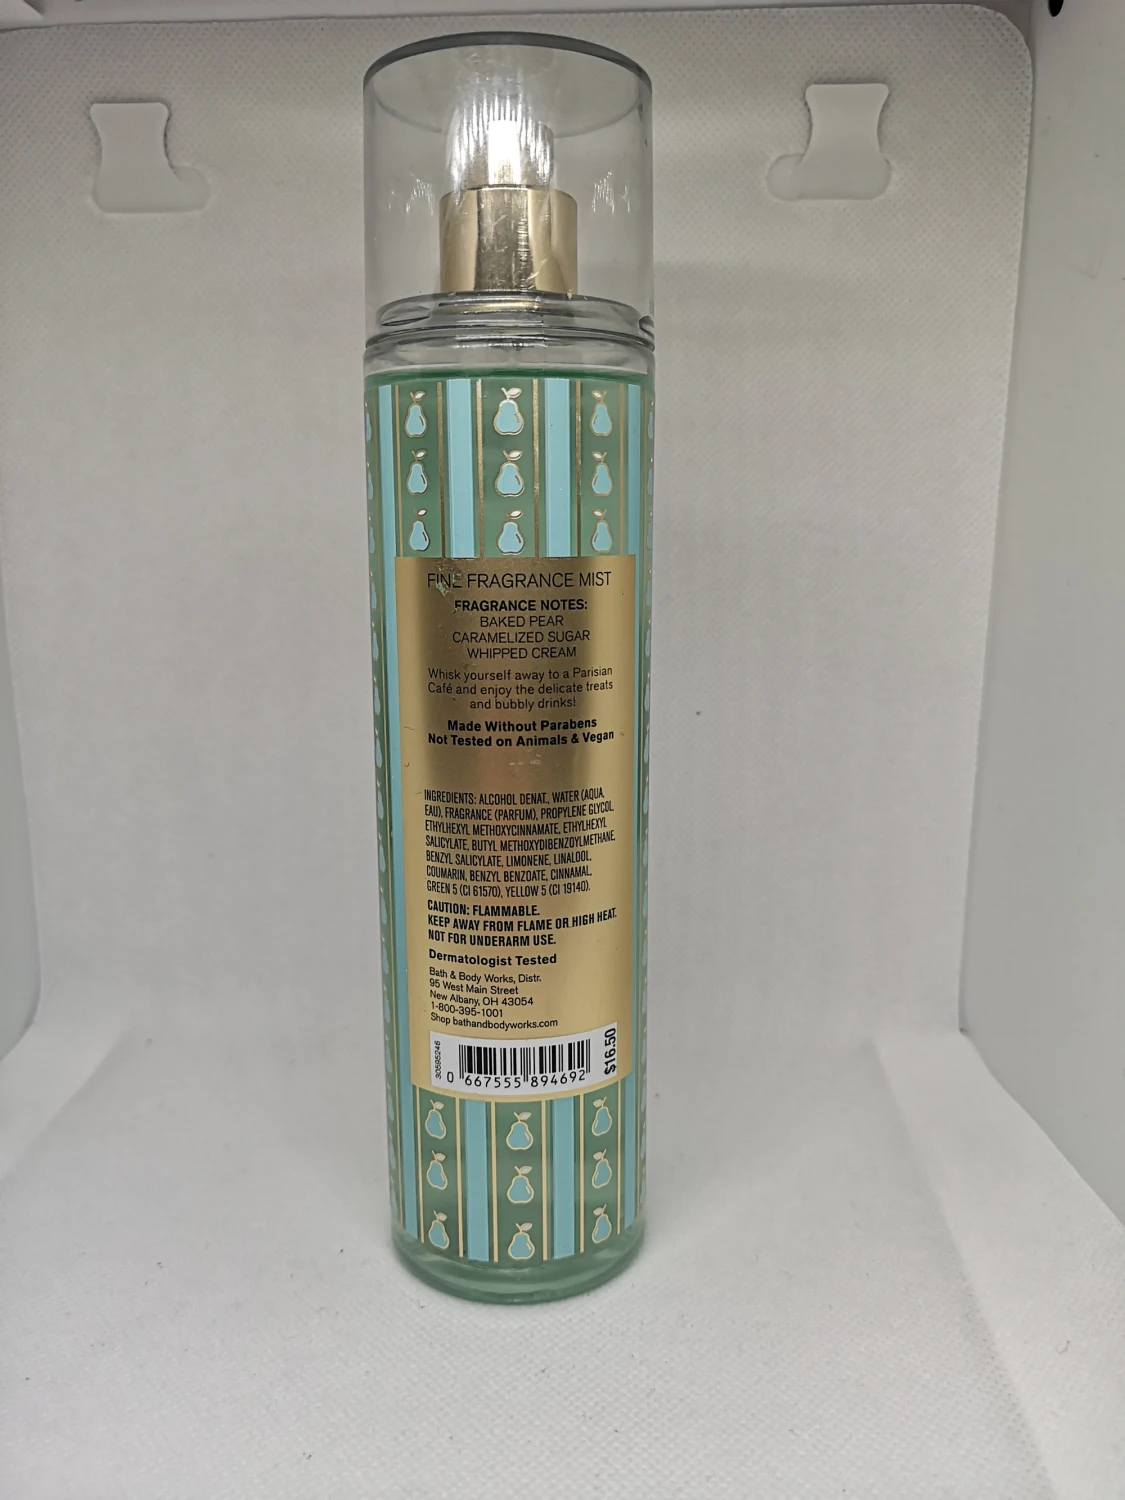 FINE FRAGRANCE MIST
FRAGRANCE NOTES:
BAKED PEAR
CARAMELIZED SUGAR
WHIPPED CREAM
Whisk yourself away to a Parisian
Café and enjoy the delicate treats
and bubbly drinks!
Made Without Parabens
Not Tested on Animals & Vegan
INGREDIENTS: ALCOHOL DENAT., WATER (AQUA,
EAU), FRAGRANCE (PARFUM), PROPYLENE GLYCOL,
ETHYLHEXYL METHOXYCINNAMATE, ETHYLHEXYL
SALICYLATE, BUTYL METHOXYDIBENZOYLMETHANE,
BENZYL SALICYLATE, LIMONENE, LINALOOL,
COUMARIN, BENZYL BENZOATE, CINNAMAL,
GREEN 5 (CI 61570), YELLOW 5 (CI 19140).
CAUTION: FLAMMABLE.
KEEP AWAY FROM FLAME OR HIGH HEAT.
NOT FOR UNDERARM USE.
Dermatologist Tested
Bath & Body Works, Distr.
95 West Main Street
New Albany, OH 43054
1-800-395-1001
Shop bathandbodyworks.com
30595246
0 667555 894692
$16.50